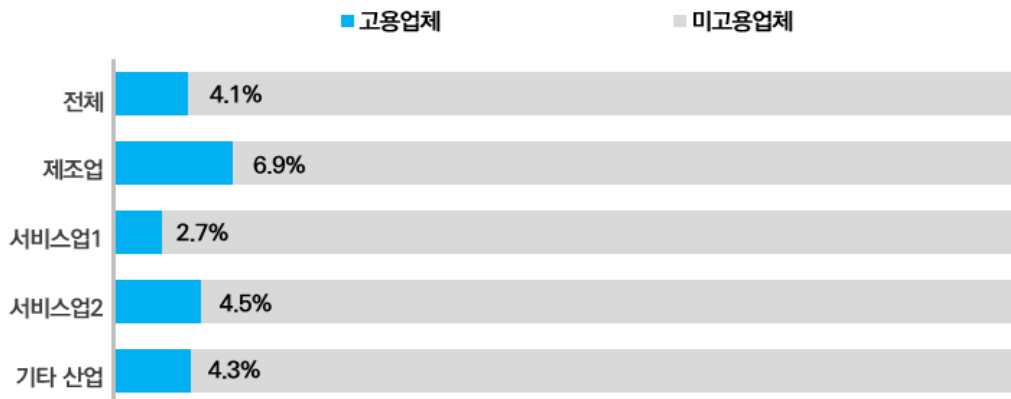 고용업체 미고용업체
전체 4.1%
제조업 6.9%
서비스업1 2.7%
서비스업2 4.5%
기타 산업 4.3%